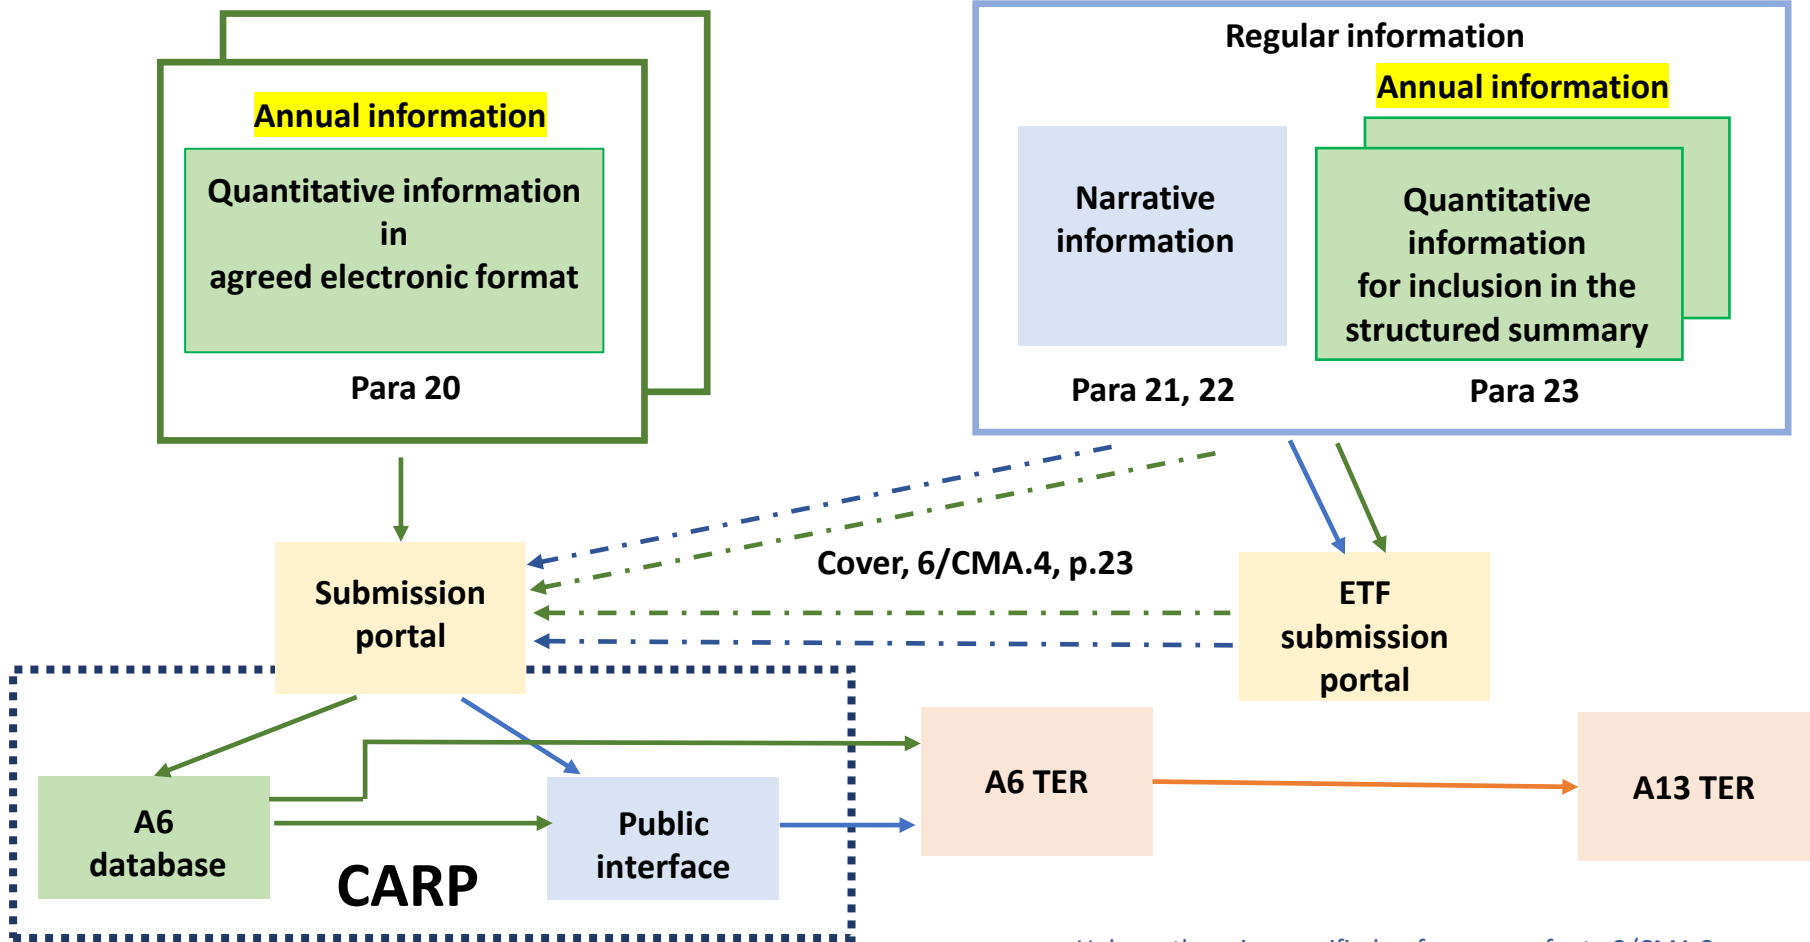 Annual information
Quantitative information
in
agreed electronic format
Para 20
Regular information
Annual information
Narrative
information
Quantitative
information
for inclusion in the
structured summary
Para 21, 22
Para 23
Cover, 6/CMA.4, p.23
Submission
portal
ETF
submission
portal
A6
database
CARP
Public
interface
A6 TER
A13 TER